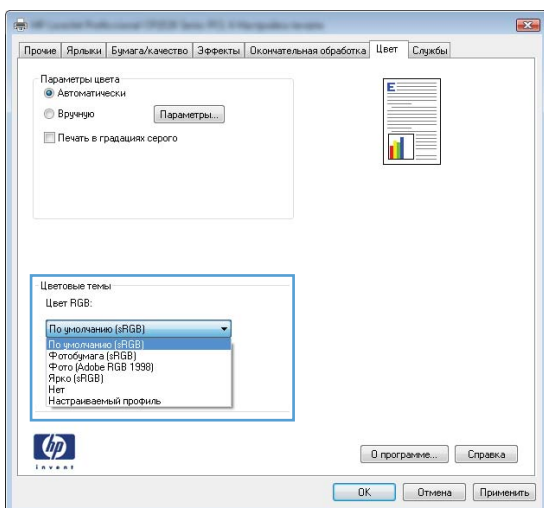 Прочие Ярлыки Бумага/качество Эффекты Окончательная обработка Цвет Службы
Параметры цвета
Автоматически
Вручную Параметры...
Печать в градациях серого
E
Цветовые темы
Цвет RGB:
По умолчанию (sRGB)
По умолчанию (sRGB)
Фотобумага (sRGB)
Фото (Adobe RGB 1998)
Ярко (sRGB)
Нет
Настраиваемый профиль
hp
invent
О программе... Справка
OK Отмена Применить